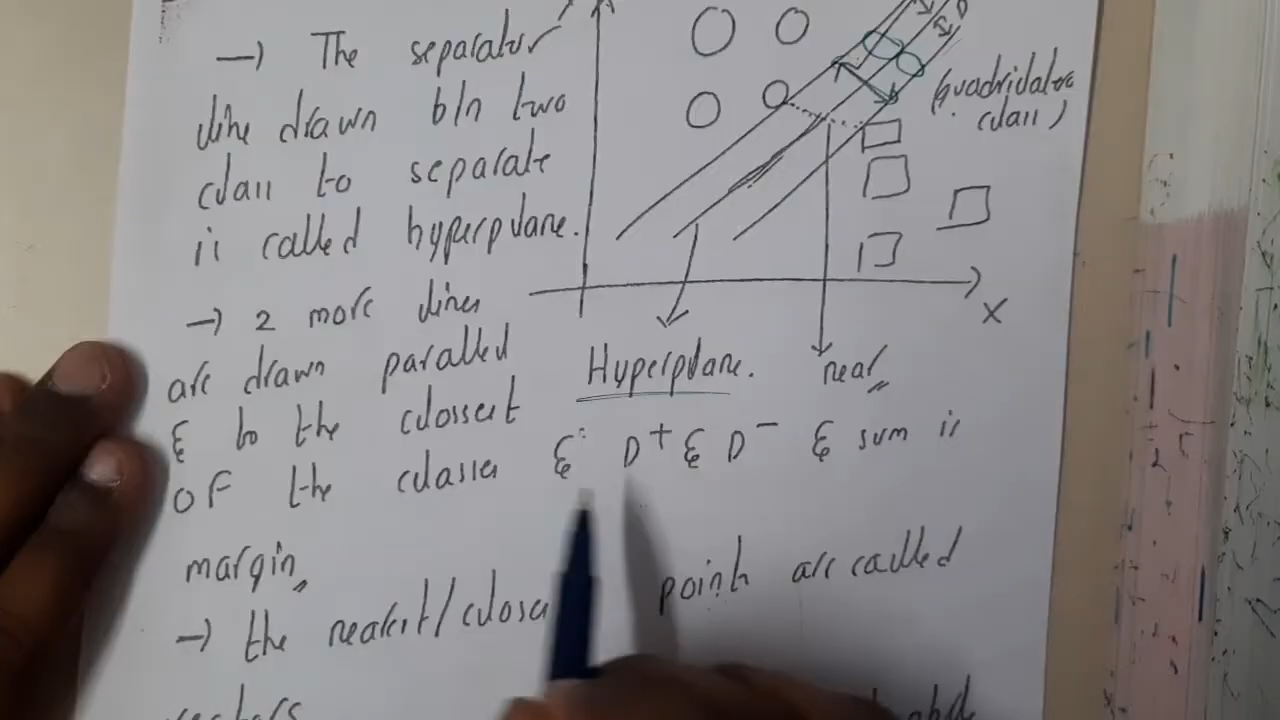 → The separator
line drawn b/n two
class to separate
is called hyperplane.
→ 2 more lines
are drawn parallel
& to the closest
of the classes & D+ & D- & sum is
margin
→ the nearest/closest points are called
vectors
D
(quadrilateral
class)
X
Hyperplane.
near